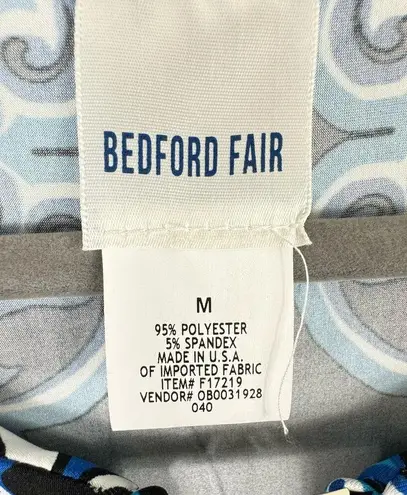 BEDFORD FAIR
M
95% POLYESTER
5% SPANDEX
MADE IN U.S.A.
OF IMPORTED FABRIC
ITEM# F17219
VENDOR# OB0031928
040